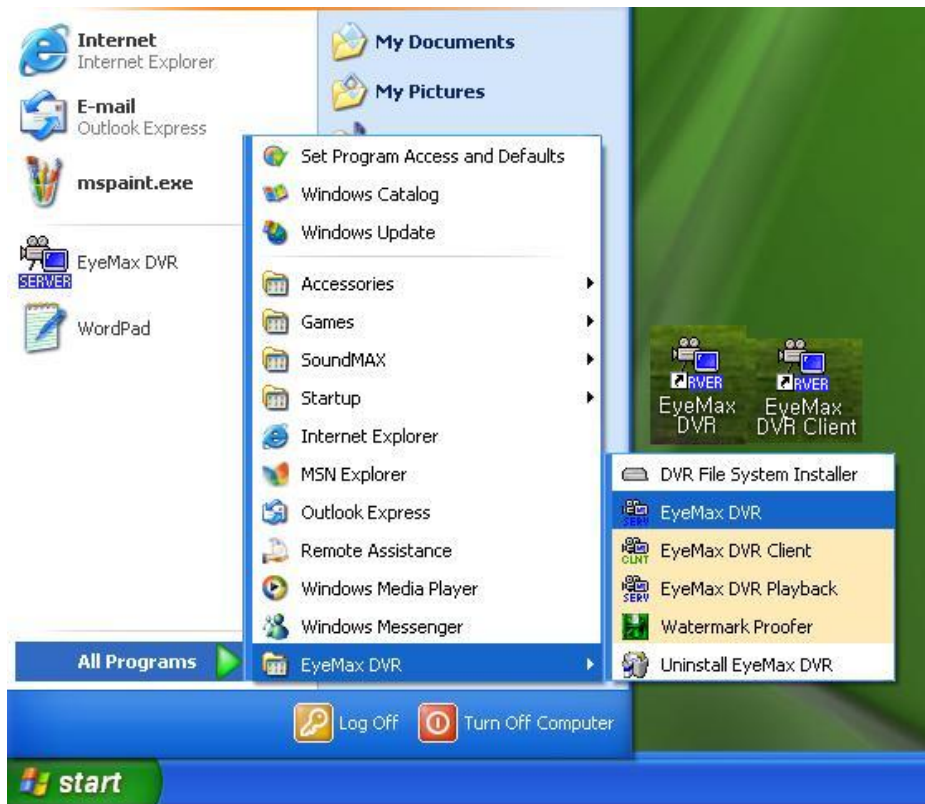 Internet
Internet Explorer
E-mail
Outlook Express
mspaint.exe
SERVER
EyeMax DVR
WordPad
All Programs
My Documents
My Pictures
Set Program Access and Defaults
Windows Catalog
Windows Update
Accessories
Games
SoundMAX
Startup
Internet Explorer
MSN Explorer
Outlook Express
Remote Assistance
Windows Media Player
Windows Messenger
EyeMax DVR
RVER
EyeMax
DVR
RVER
EyeMax
DVR Client
DVR File System Installer
SERV
EyeMax DVR
CLNT
EyeMax DVR Client
SERV
EyeMax DVR Playback
Watermark Proofer
Uninstall EyeMax DVR
Log Off
Turn Off Computer
start